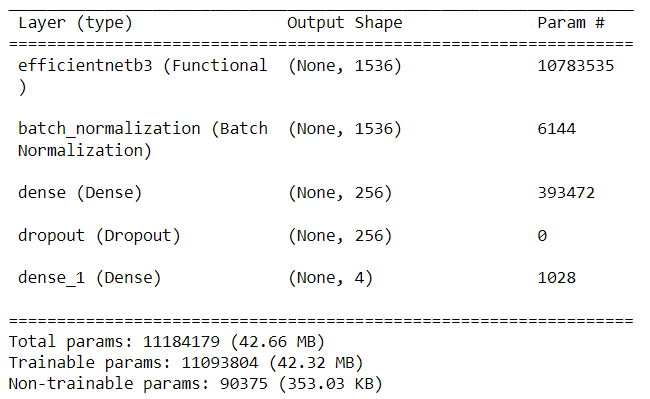 Layer (type) Output Shape Param #
efficientnetb3 (Functional (None, 1536) 10783535
)
batch_normalization (Batch (None, 1536) 6144
Normalization)
dense (Dense) (None, 256) 393472
dropout (Dropout) (None, 256) 0
dense_1 (Dense) (None, 4) 1028
Total params: 11184179 (42.66 MB)
Trainable params: 11093804 (42.32 MB)
Non-trainable params: 90375 (353.03 KB)